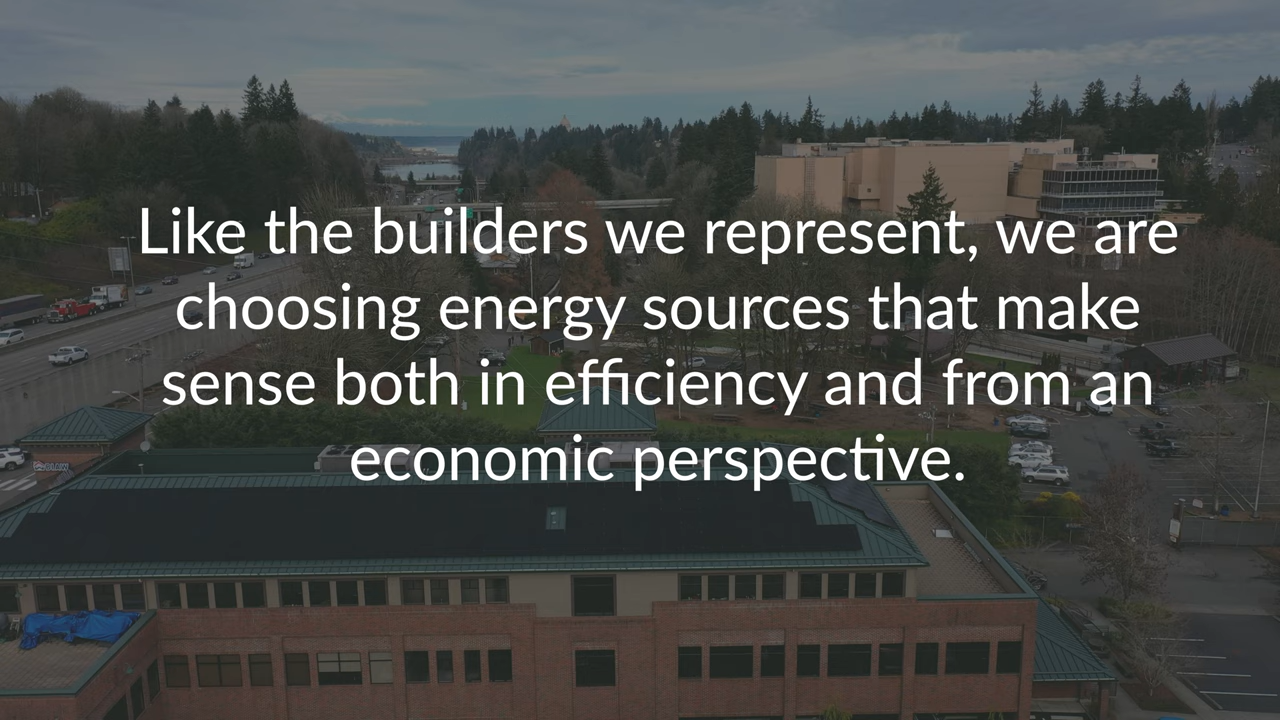 Like the builders we represent, we are
choosing energy sources that make
sense both in efficiency and from an
economic perspective.